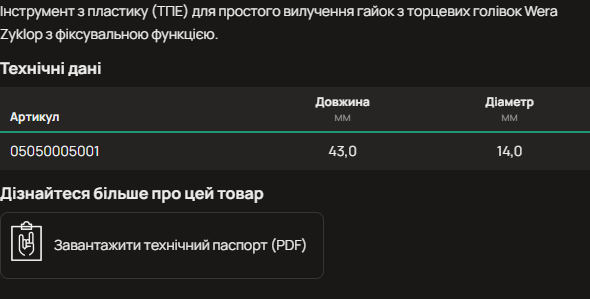 Інструмент з пластику (ТПЕ) для простого вилучення гайок з торцевих голівок Wera
Zyklop з фіксувальною функцією.
Технічні дані
Артикул Довжина мм Діаметр мм
05050005001 43,0 14,0
Дізнайтеся більше про цей товар
Завантажити технічний паспорт (PDF)